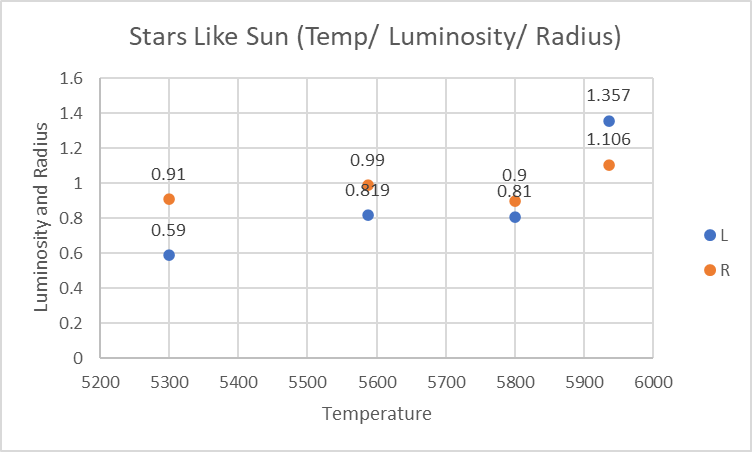 Stars Like Sun (Temp/ Luminosity/ Radius)
Luminosity and Radius
1.6
1.4
1.2
1
0.8
0.6
0.4
0.2
0
1.357
1.106
0.99
0.91
0.9
0.819
0.81
0.59
L
R
5200 5300 5400 5500 5600 5700 5800 5900 6000
Temperature